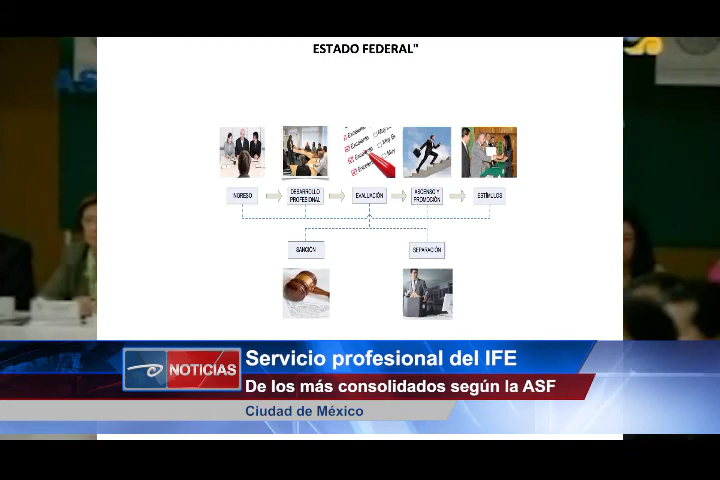 ESTADO FEDERAL"
INGRESO
DESARROLLO
PROFESIONAL
EVALUACIÓN
ASCENSO Y
PROMOCIÓN
ESTÍMULOS
SANCIÓN
SEPARACIÓN
NOTICIAS
Servicio profesional del IFE
De los más consolidados según la ASF
Ciudad de México